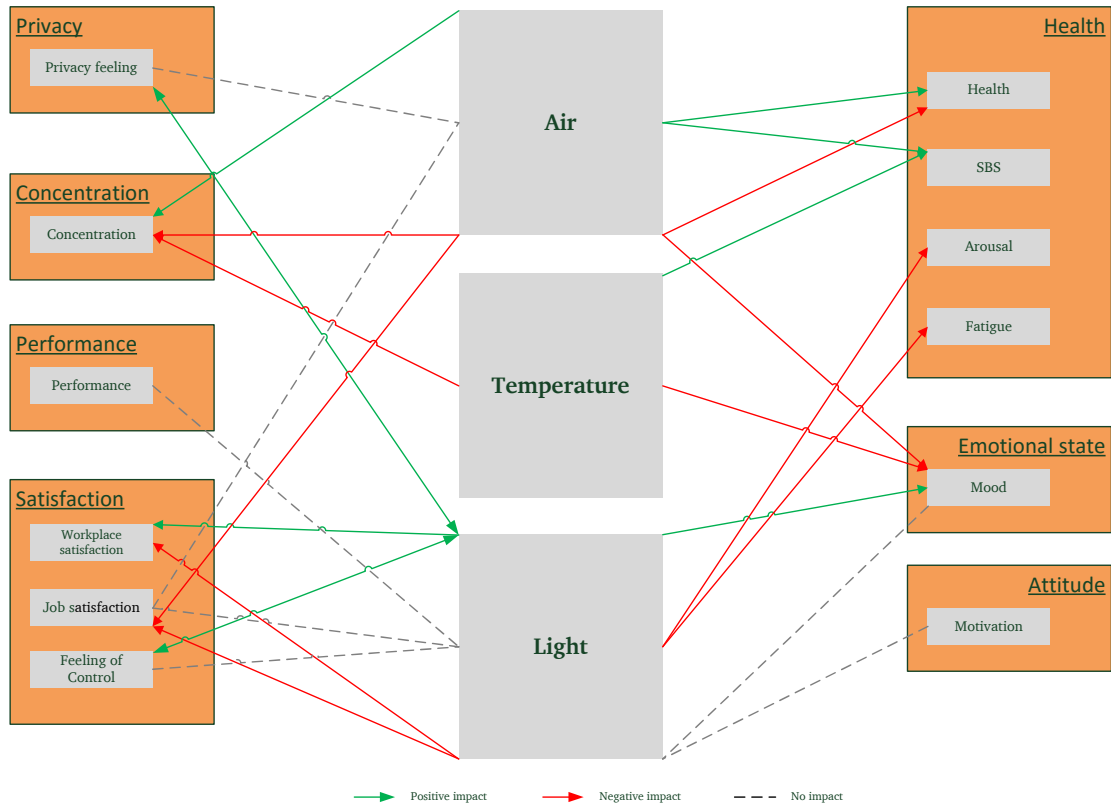 Privacy
Privacy feeling
Concentration
Concentration
Performance
Performance
Satisfaction
Workplace
satisfaction
Job satisfaction
Feeling of
Control
Air
Temperature
Light
Health
Health
SBS
Arousal
Fatigue
Emotional state
Mood
Attitude
Motivation
Positive impact
Negative impact
No impact